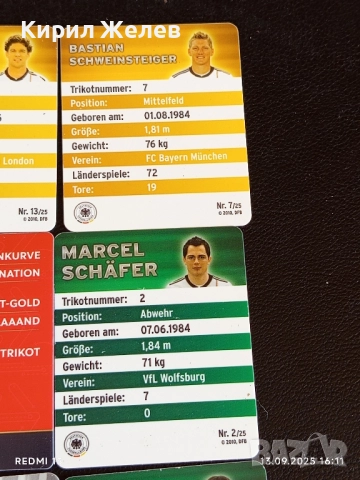 Кирил Желев
BASTIAN
SCHWEINSTEIGER
Trikotnummer: 7
Position: Mittelfeld
Geboren am: 01.08.1984
Größe: 1,81 m
Gewicht: 76 kg
Verein: FC Bayern München
Länderspiele: 72
Tore: 19
Nr. 7/25
© 2010, DFB
London
Nr. 13/25
© 2010, DFB
MARCEL
SCHÄFER
Trikotnummer: 2
Position: Abwehr
Geboren am: 07.06.1984
Größe: 1,84 m
Gewicht: 71 kg
Verein: VfL Wolfsburg
Länderspiele: 7
Tore: 0
Nr. 2/25
© 2010, DFB
NKURVE
NATION
T-GOLD
AAAND
TRIKOT
REDMI 1
13.09.2025 16:11
bazar